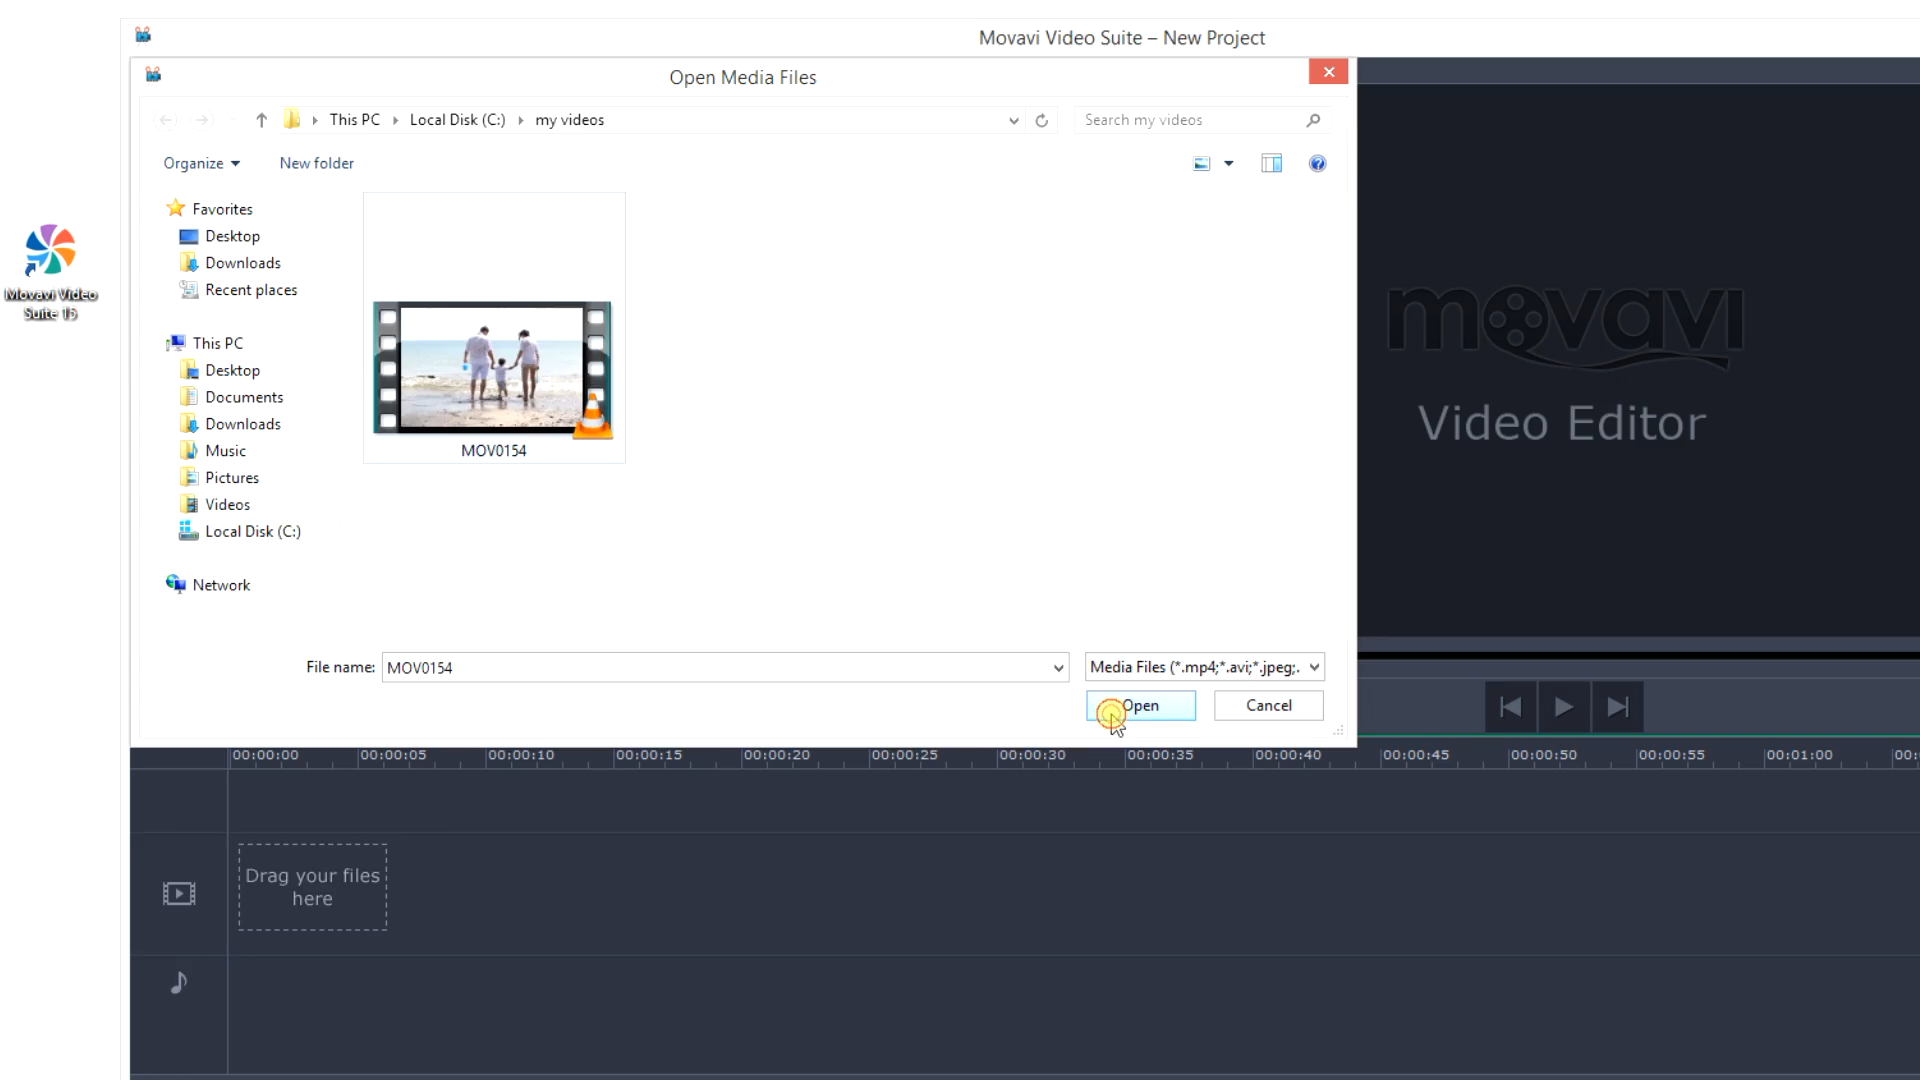 Movavi Video Suite – New Project
Open Media Files
This PC
Local Disk (C:)
my videos
Search my videos
Organize
New folder
Favorites
Desktop
Downloads
Recent places
Movavi Video
Suite 15
This PC
Desktop
Documents
Downloads
Music
Pictures
Videos
Local Disk (C:)
Network
MOV0154
movavi
Video Editor
File name:
MOV0154
Media Files (*.mp4;*.avi;*.jpeg;.
Open
Cancel
00:00:00
00:00:05
00:00:10
00:00:15
00:00:20
00:00:25
00:00:30
00:00:35
00:00:40
00:00:45
00:00:50
00:00:55
00:01:00
00:
Drag your files
here